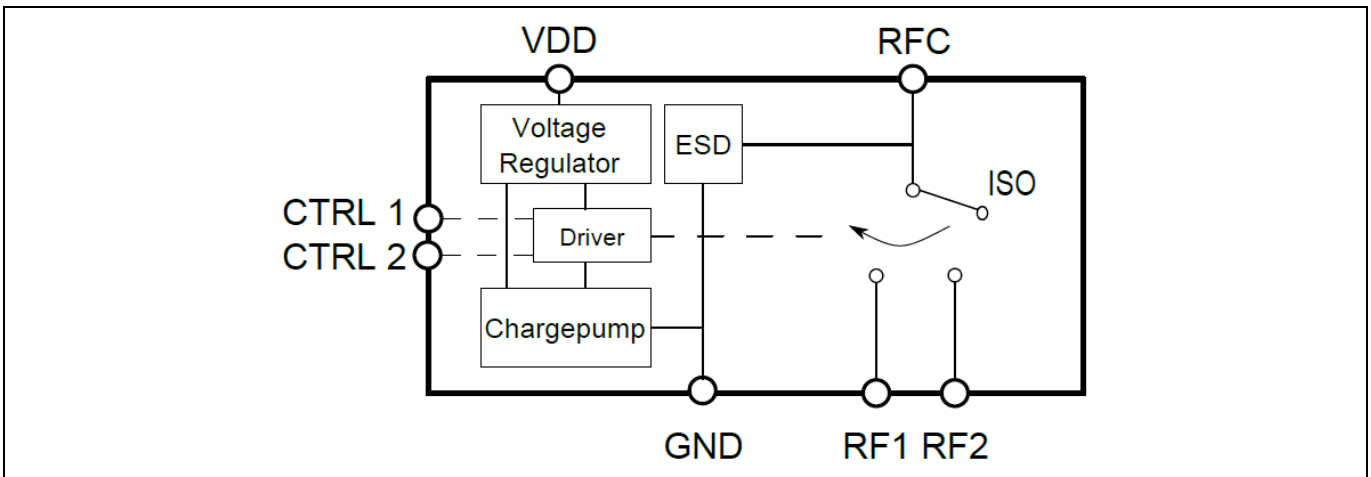 VDD
RFC
Voltage
Regulator
ESD
ISO
CTRL 1
CTRL 2
Driver
Chargepump
GND
RF1
RF2